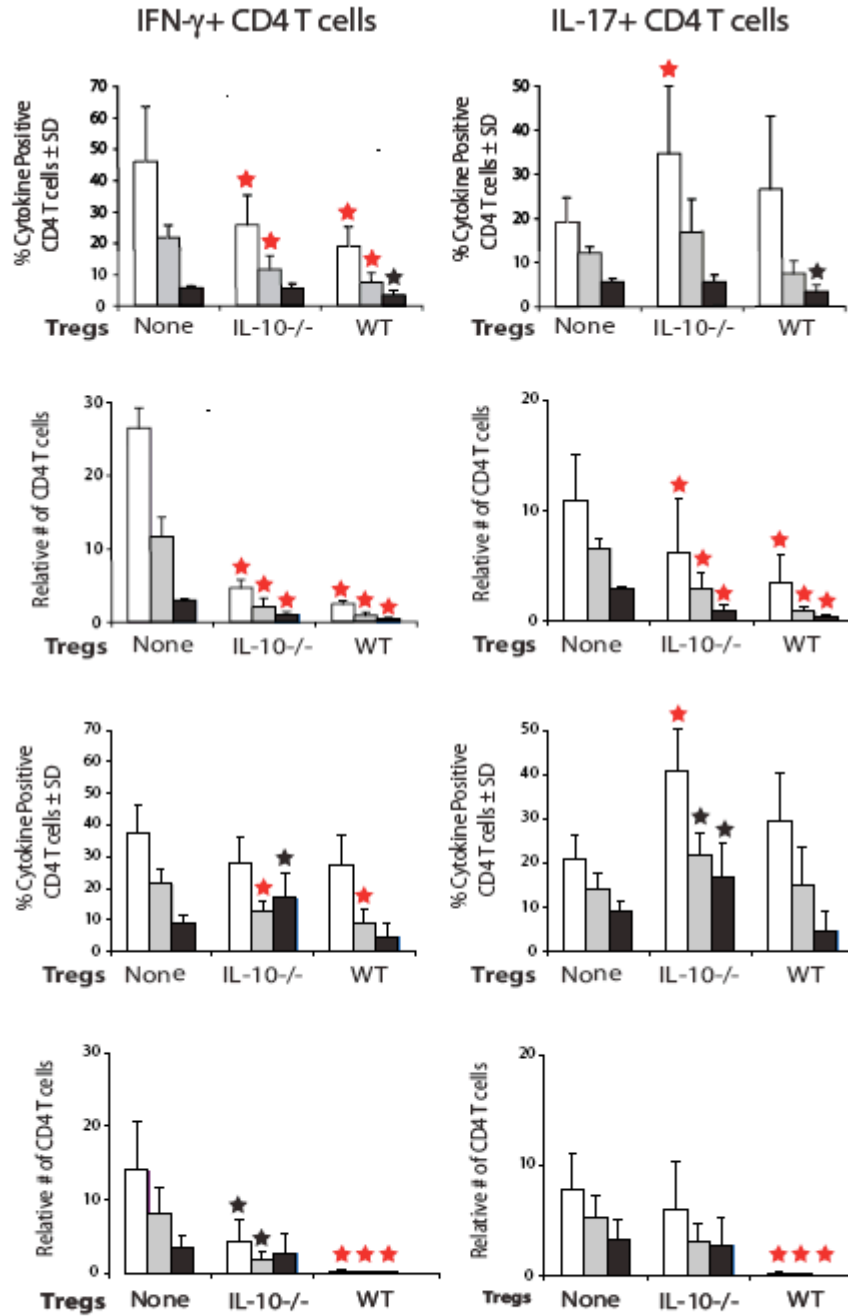 IFN-γ+ CD4 T cells
IL-17+ CD4 T cells
% Cytokine Positive
CD4 T cells ± SD
70
60
50
40
30
20
10
0
Tregs None IL-10-/- WT
% Cytokine Positive
CD4 T cells ± SD
50
40
30
20
10
0
Tregs None IL-10-/- WT
Relative # of CD4 T cells
30
20
10
0
Tregs None IL-10-/- WT
Relative # of CD4 T cells
20
10
0
Tregs None IL-10-/- WT
% Cytokine Positive
CD4 T cells ± SD
70
60
50
40
30
20
10
0
Tregs None IL-10-/- WT
% Cytokine Positive
CD4 T cells ± SD
50
40
30
20
10
0
Tregs None IL-10-/- WT
Relative # of CD4 T cells
30
20
10
0
Tregs None IL-10-/- WT
Relative # of CD4 T cells
20
10
0
Tregs None IL-10-/- WT